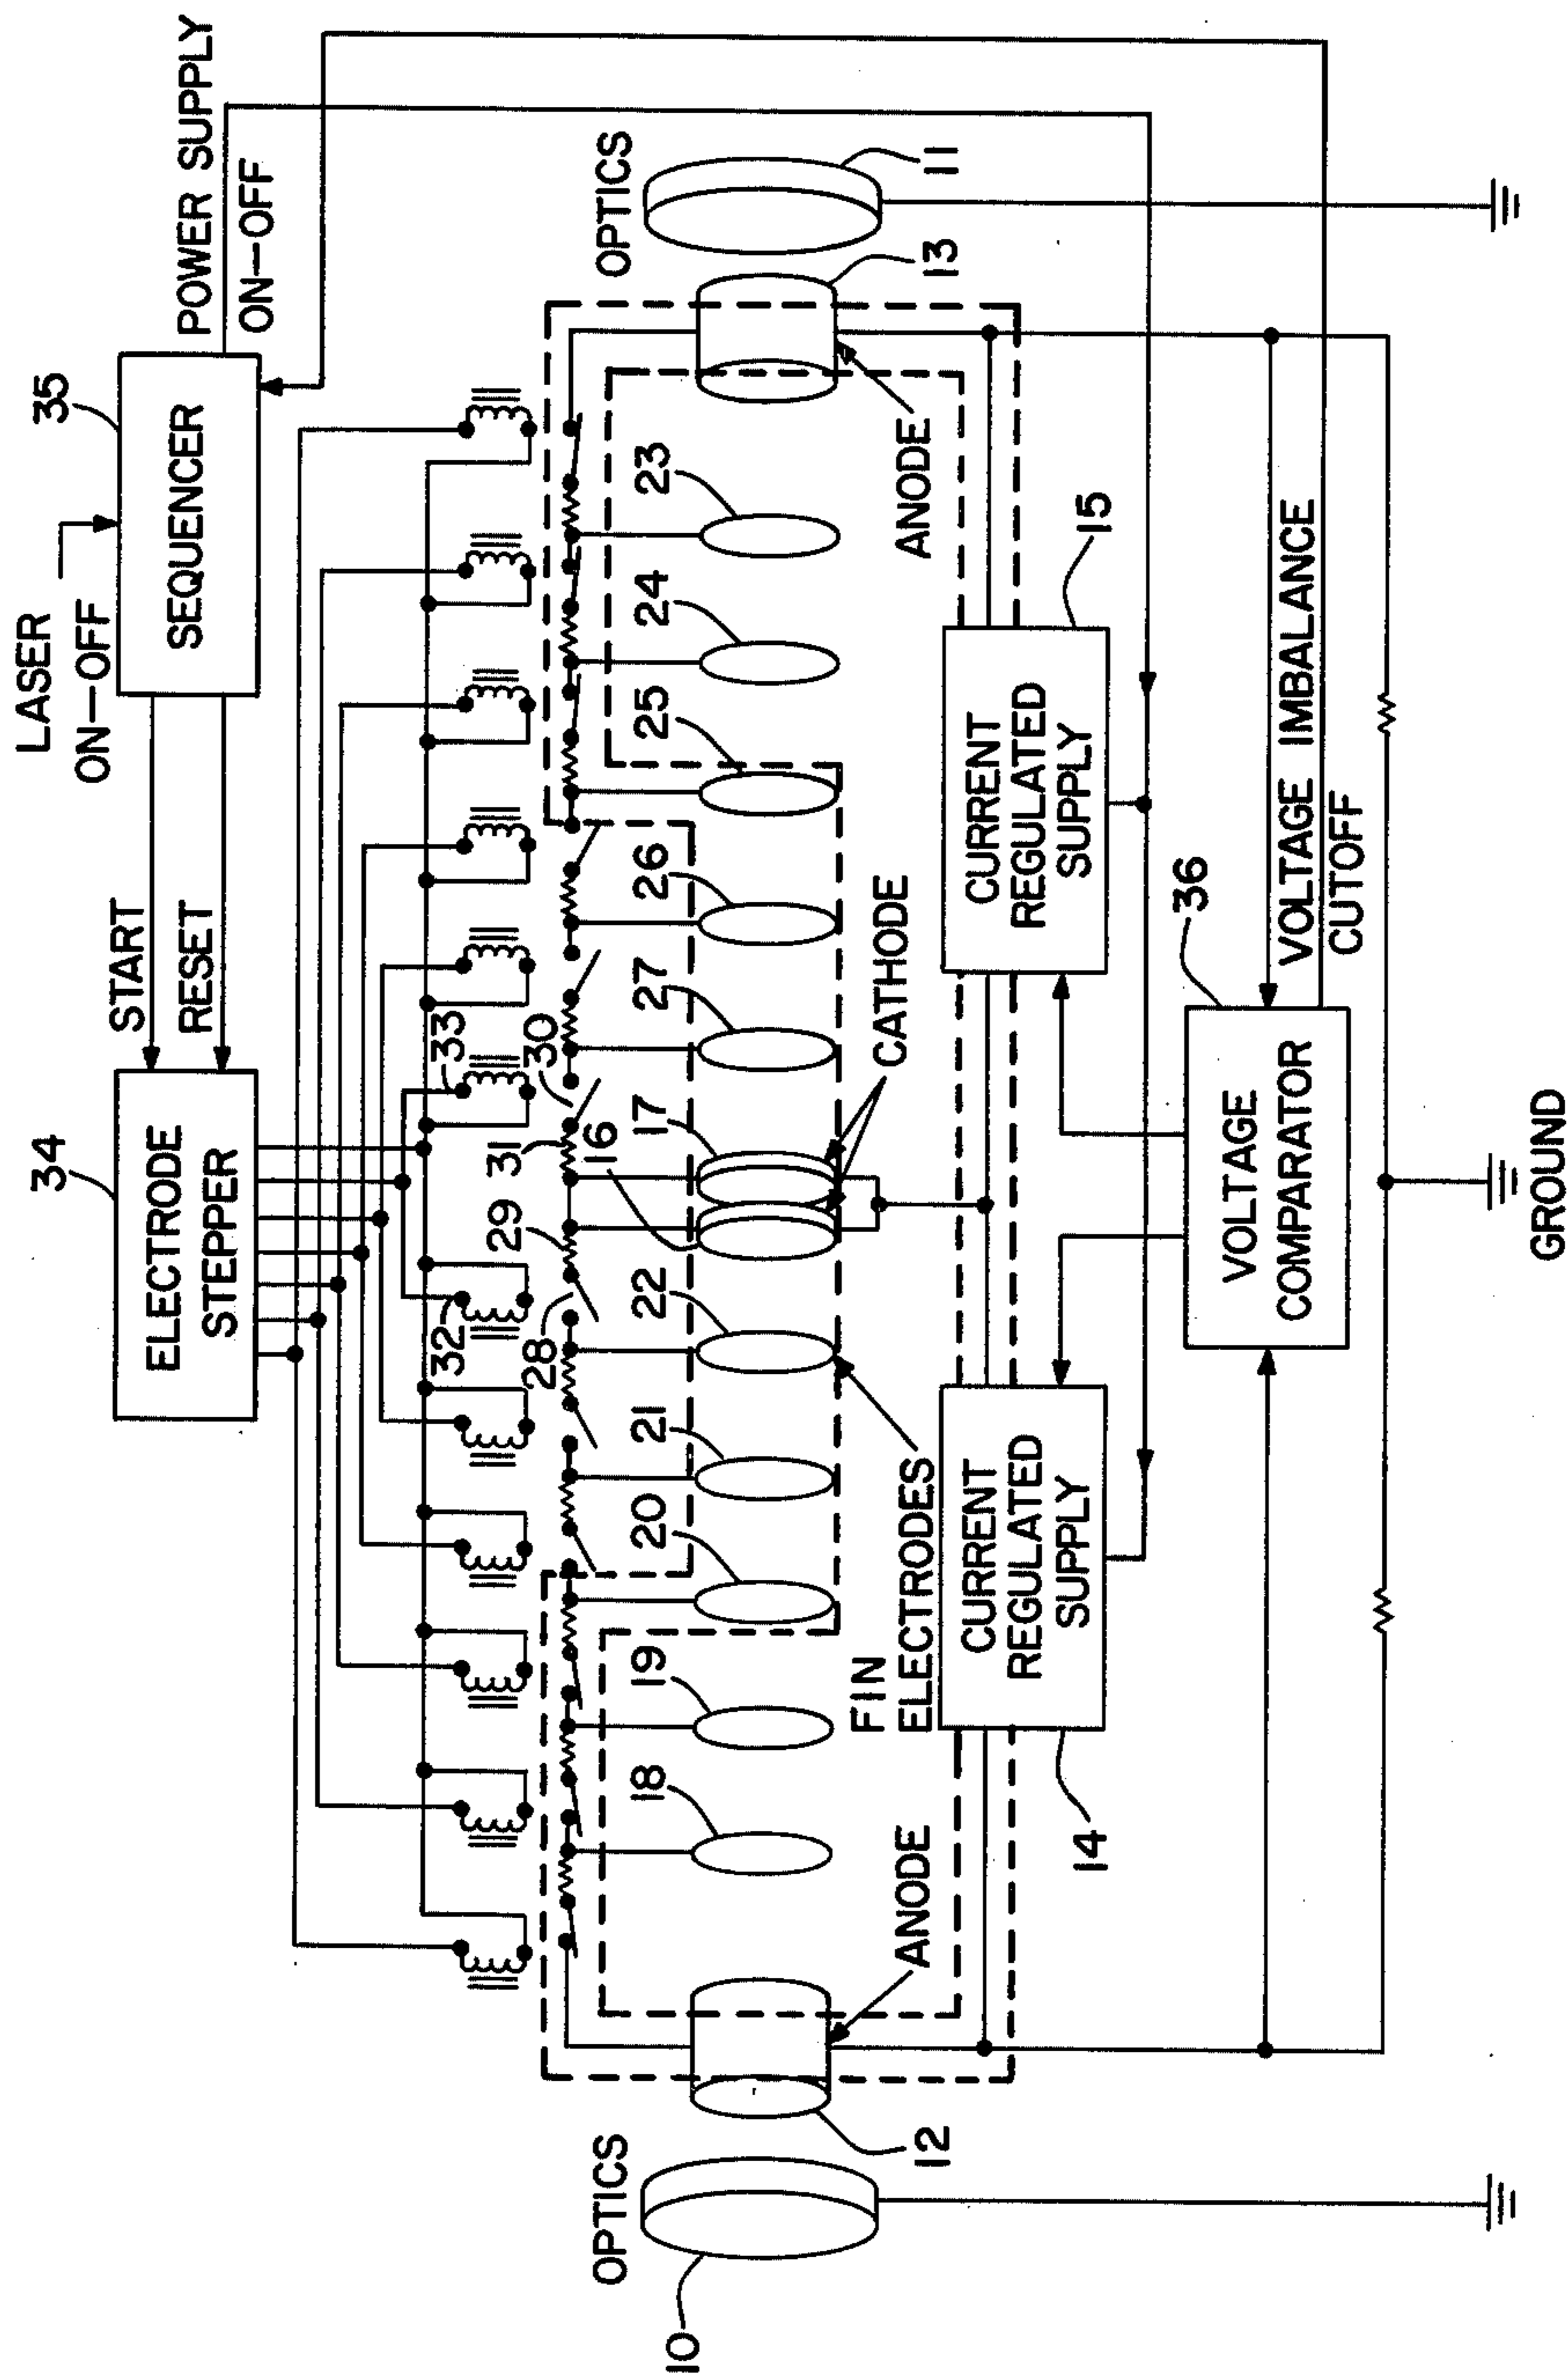 LASER
ON—OFF
35
SEQUENCER
POWER SUPPLY
ON—OFF
START
RESET
34
ELECTRODE
STEPPER
33
32
30
31
28
29
16
17
OPTICS
10
12
18
19
20
21
22
27
26
25
24
23
13
11
OPTICS
ANODE
FIN
ELECTRODES
CATHODE
ANODE
14
CURRENT
REGULATED
SUPPLY
15
CURRENT
REGULATED
SUPPLY
36
VOLTAGE
COMPARATOR
VOLTAGE IMBALANCE
CUTOFF
GROUND